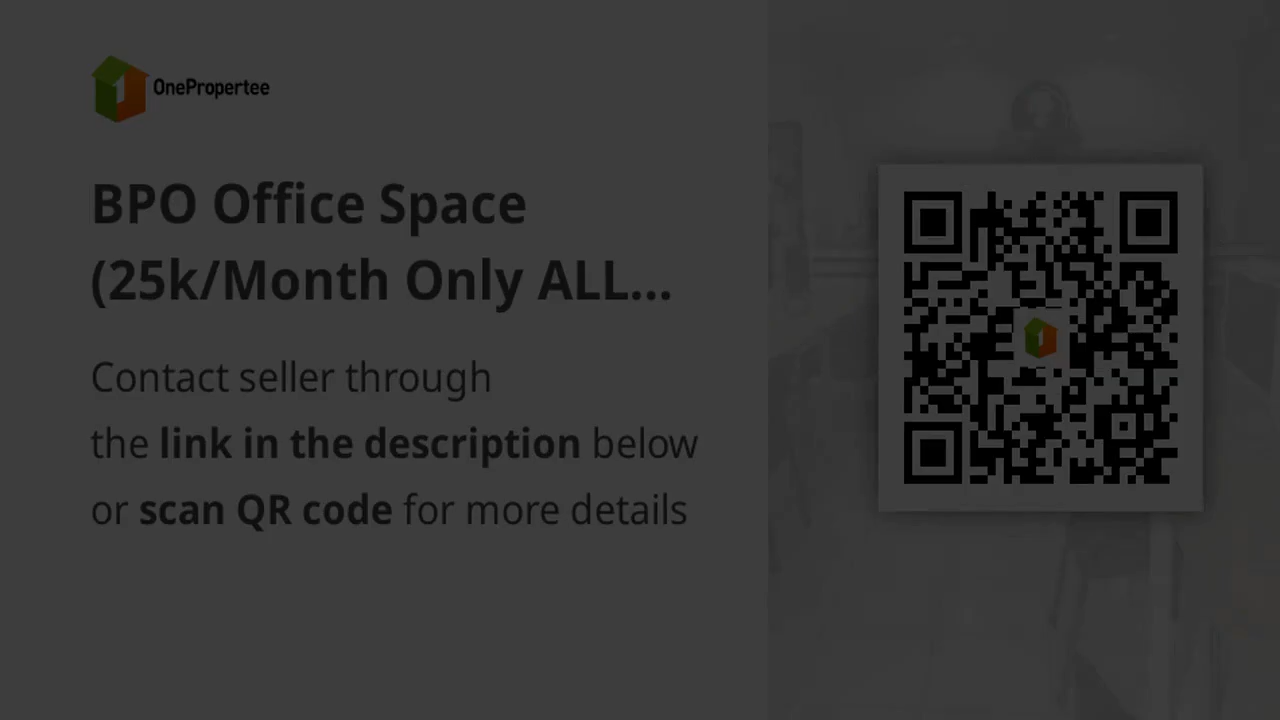 OnePropertee
BPO Office Space
(25k/Month Only ALL...
Contact seller through
the link in the description below
or scan QR code for more details